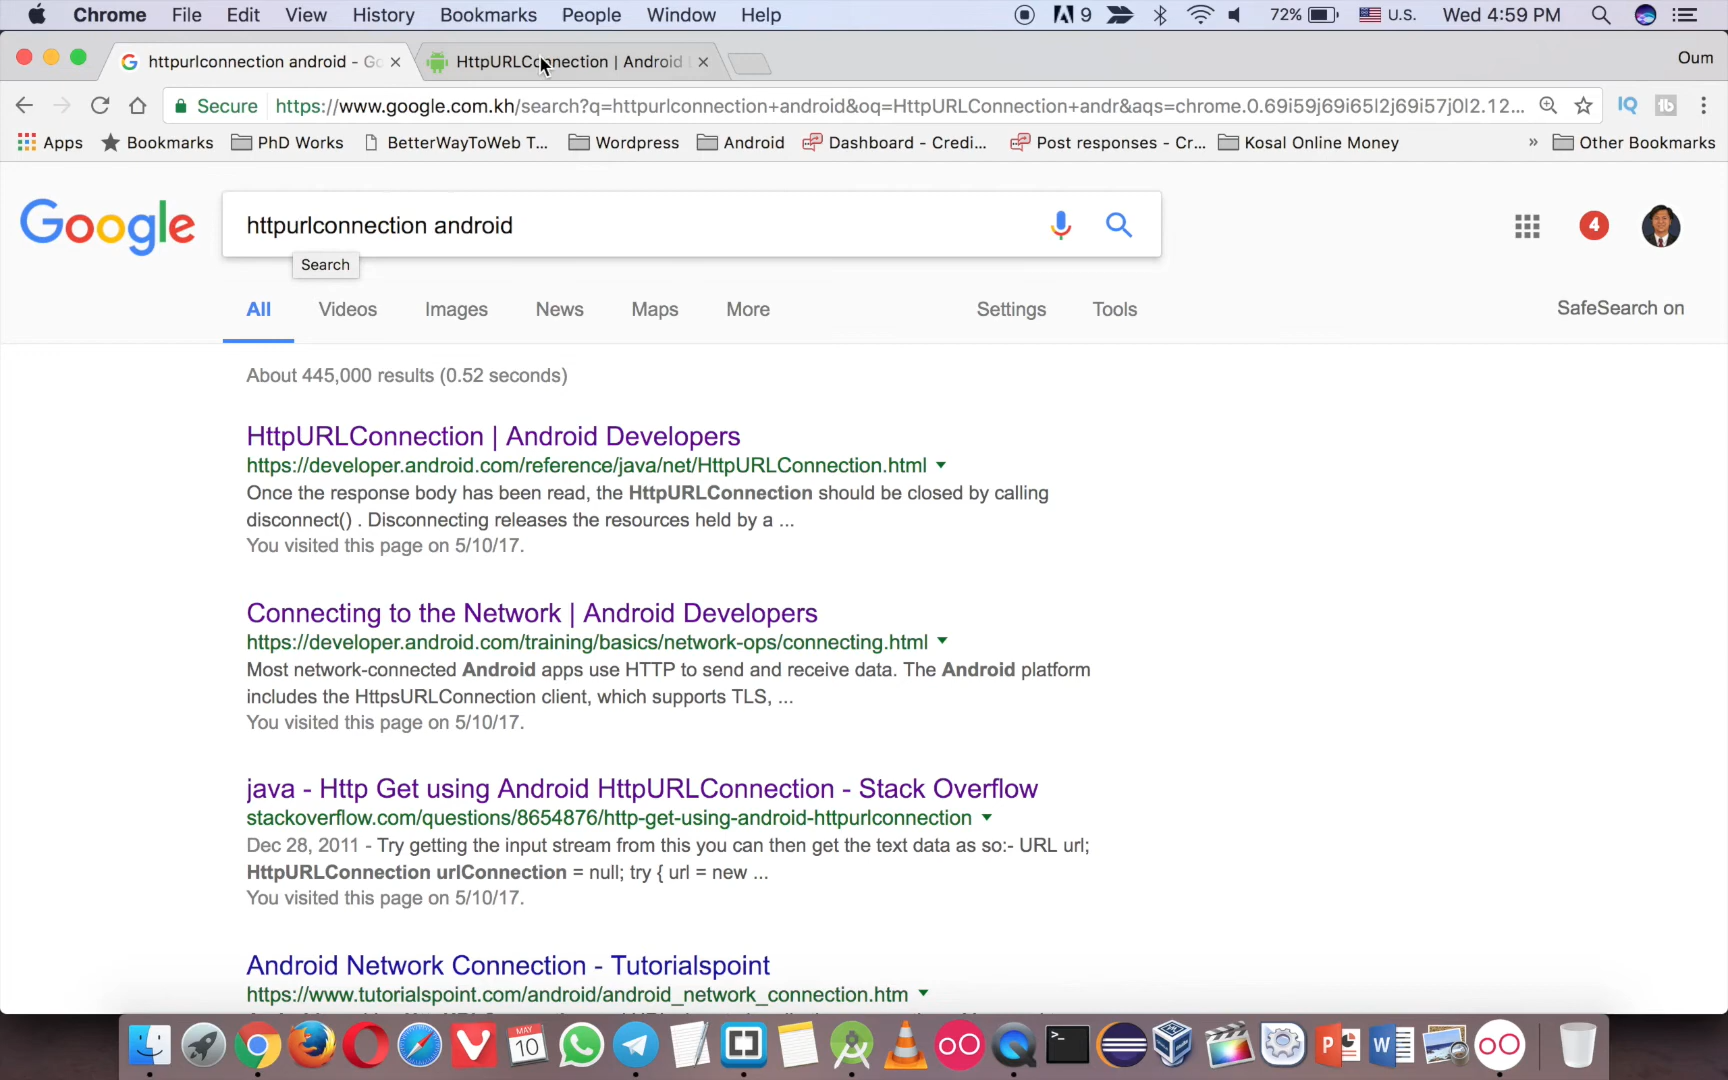 Chrome File Edit View History Bookmarks People Window Help 9 72% U.S. Wed 4:59 PM
httpurlconnection android - Go HttpURLConnection | Android Oum
Secure https://www.google.com.kh/search?q=httpurlconnection+android&oq=HttpURLConnection+andr&aqs=chrome.0.69i59j69i65l2j69i57j0l2.12...
Apps Bookmarks PhD Works BetterWayToWeb T... Wordpress Android Dashboard - Credi... Post responses - Cr... Kosal Online Money » Other Bookmarks
Google httpurlconnection android 4
Search
All Videos Images News Maps More Settings Tools SafeSearch on
About 445,000 results (0.52 seconds)
HttpURLConnection | Android Developers
https://developer.android.com/reference/java/net/HttpURLConnection.html
Once the response body has been read, the HttpURLConnection should be closed by calling
disconnect() . Disconnecting releases the resources held by a ...
You visited this page on 5/10/17.
Connecting to the Network | Android Developers
https://developer.android.com/training/basics/network-ops/connecting.html
Most network-connected Android apps use HTTP to send and receive data. The Android platform
includes the HttpsURLConnection client, which supports TLS, ...
You visited this page on 5/10/17.
java - Http Get using Android HttpURLConnection - Stack Overflow
stackoverflow.com/questions/8654876/http-get-using-android-httpurlconnection
Dec 28, 2011 - Try getting the input stream from this you can then get the text data as so:- URL url;
HttpURLConnection urlConnection = null; try { url = new ...
You visited this page on 5/10/17.
Android Network Connection - Tutorialspoint
https://www.tutorialspoint.com/android/android_network_connection.htm
MAY
10